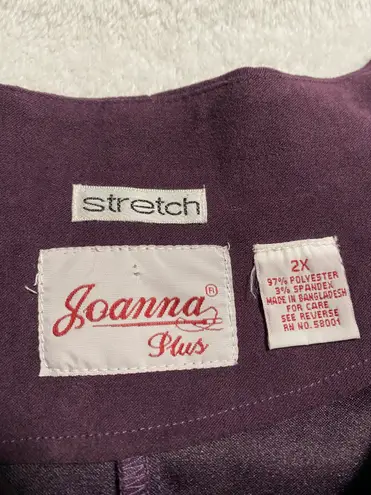 stretch
Joanna®
Plus
2X
97% POLYESTER
3% SPANDEX
MADE IN BANGLADESH
FOR CARE
SEE REVERSE
RN NO. 58001